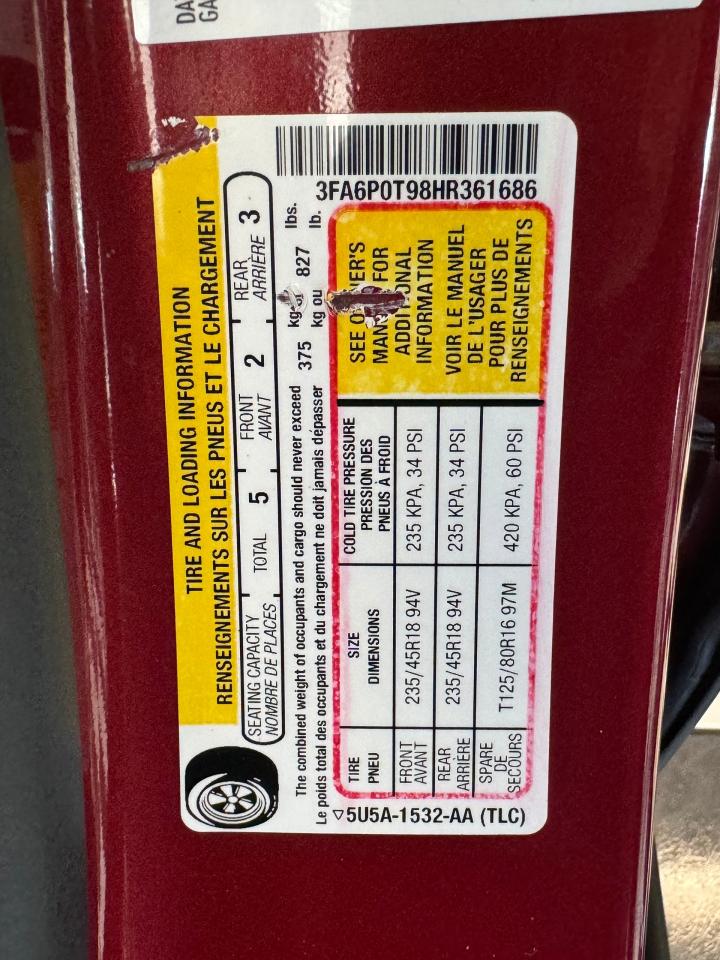 DA
GA
TIRE AND LOADING INFORMATION
RENSEIGNEMENTS SUR LES PNEUS ET LE CHARGEMENT
SEATING CAPACITY TOTAL 5 FRONT 2 REAR 3
NOMBRE DE PLACES AVANT ARRIÈRE
The combined weight of occupants and cargo should never exceed 375 kg or 827 lbs.
Le poids total des occupants et du chargement ne doit jamais dépasser kg ou lb.
TIRE SIZE COLD TIRE PRESSURE
PNEU DIMENSIONS PRESSION DES
PNEUS À FROID
FRONT 235/45R18 94V 235 KPA, 34 PSI
AVANT
REAR 235/45R18 94V 235 KPA, 34 PSI
ARRIÈRE
SPARE T125/80R16 97M 420 KPA, 60 PSI
DE
SECOURS
SEE OWNER'S
MANUAL FOR
ADDITIONAL
INFORMATION
VOIR LE MANUEL
DE L'USAGER
POUR PLUS DE
RENSEIGNEMENTS
5U5A-1532-AA (TLC)
3FA6P0T98HR361686